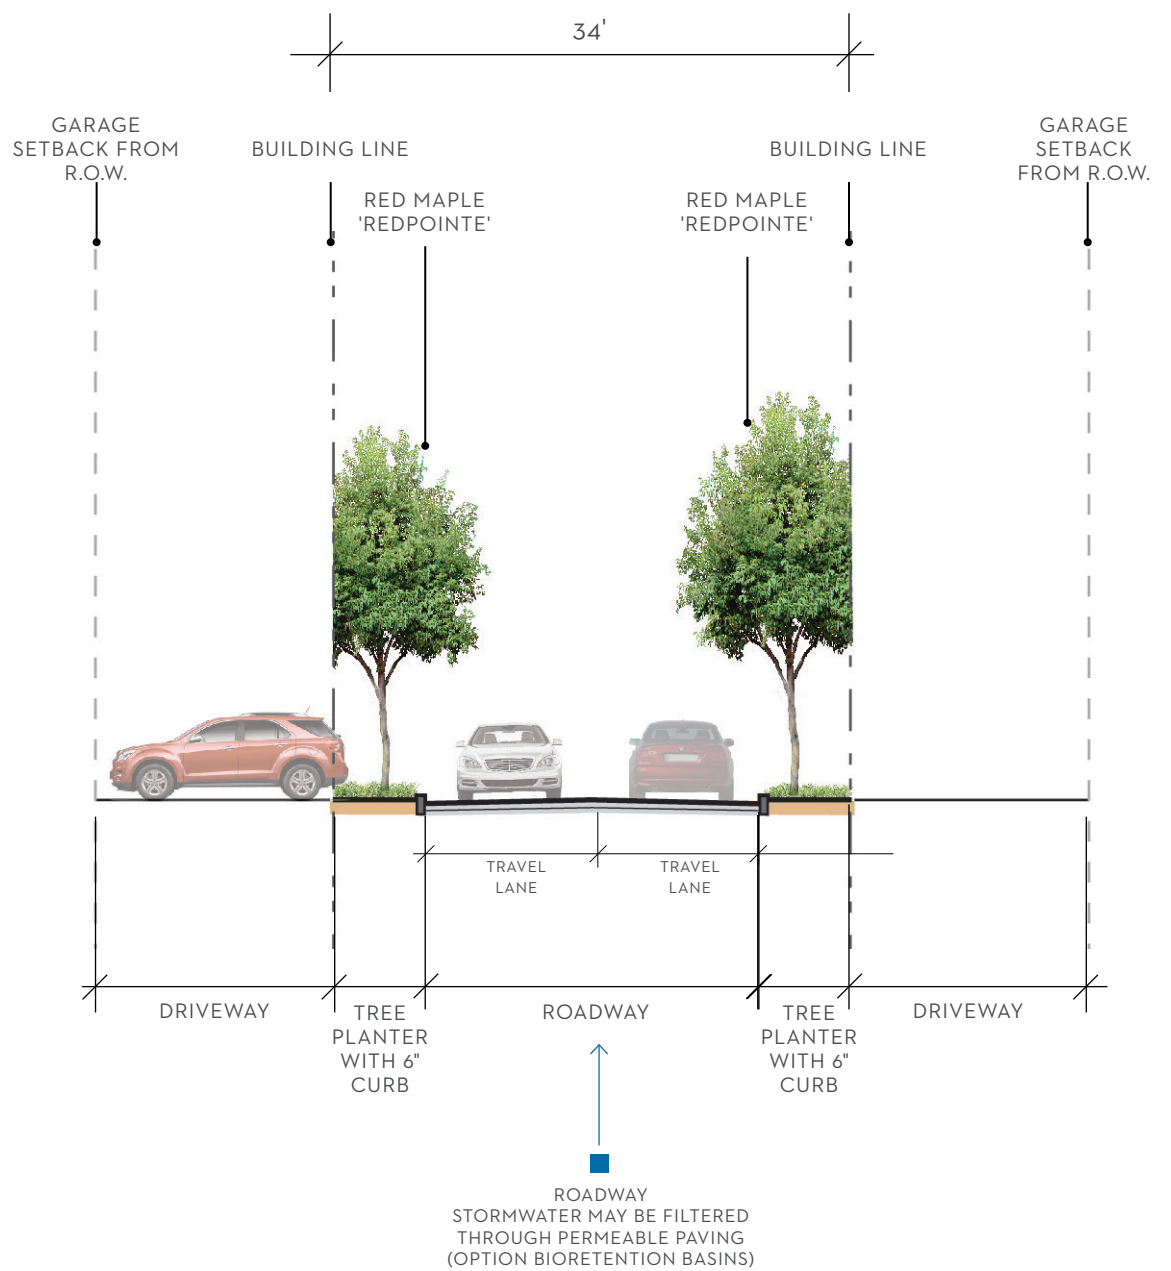 34'
GARAGE
SETBACK FROM
R.O.W.
BUILDING LINE
RED MAPLE
'REDPOINTE'
RED MAPLE
'REDPOINTE'
BUILDING LINE
GARAGE
SETBACK
FROM R.O.W.
TRAVEL
LANE
TRAVEL
LANE
DRIVEWAY
TREE
PLANTER
WITH 6"
CURB
ROADWAY
TREE
PLANTER
WITH 6"
CURB
DRIVEWAY
ROADWAY
STORMWATER MAY BE FILTERED
THROUGH PERMEABLE PAVING
(OPTION BIORETENTION BASINS)